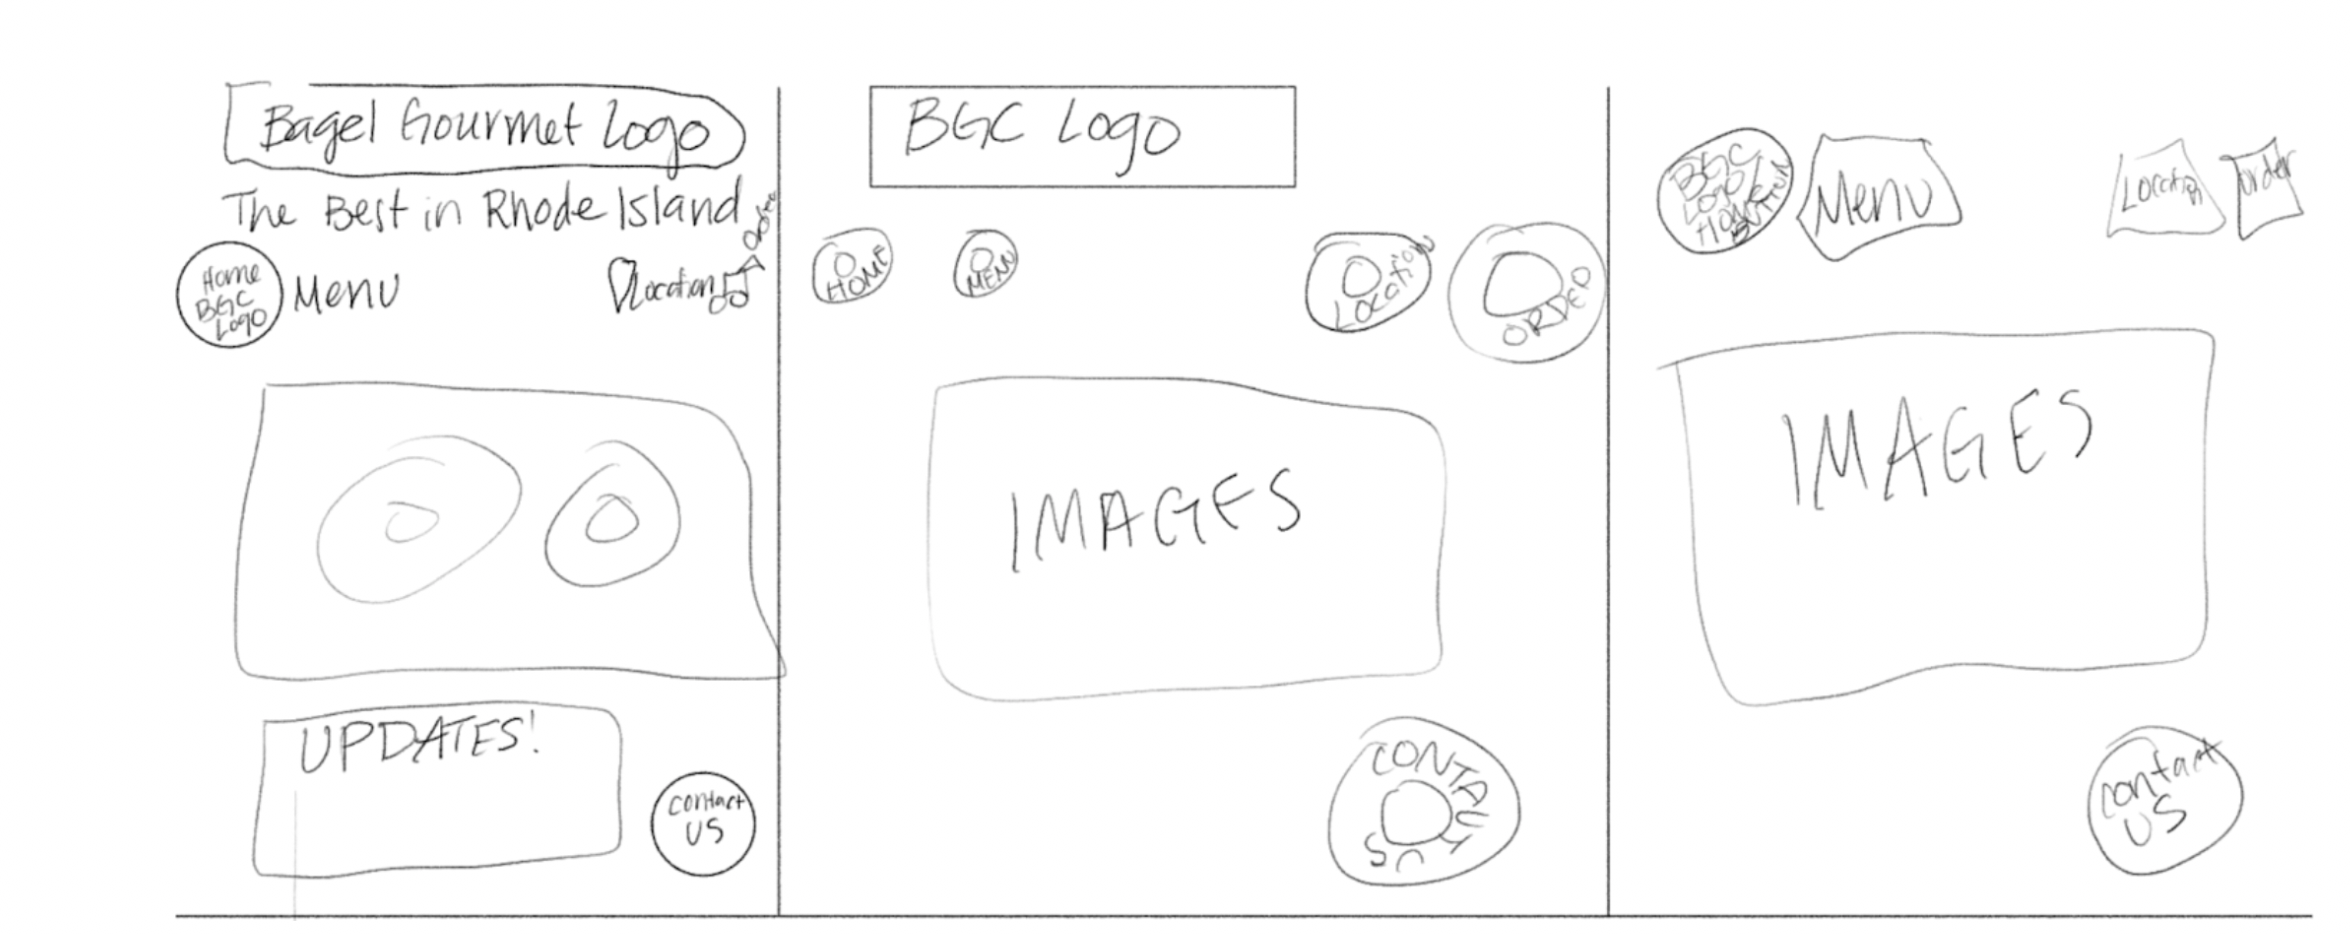 Bagel Gourmet Logo
The Best in Rhode Island
Order
Home
BGC
Logo
Menu
Location
UPDATES!
contact
US
BGC Logo
HOME
MENU
LOCATION
ORDER
IMAGES
CONTACT US
BGC
LOGO/
HOME
BUTTON
Menu
Location
order
IMAGES
contact
US